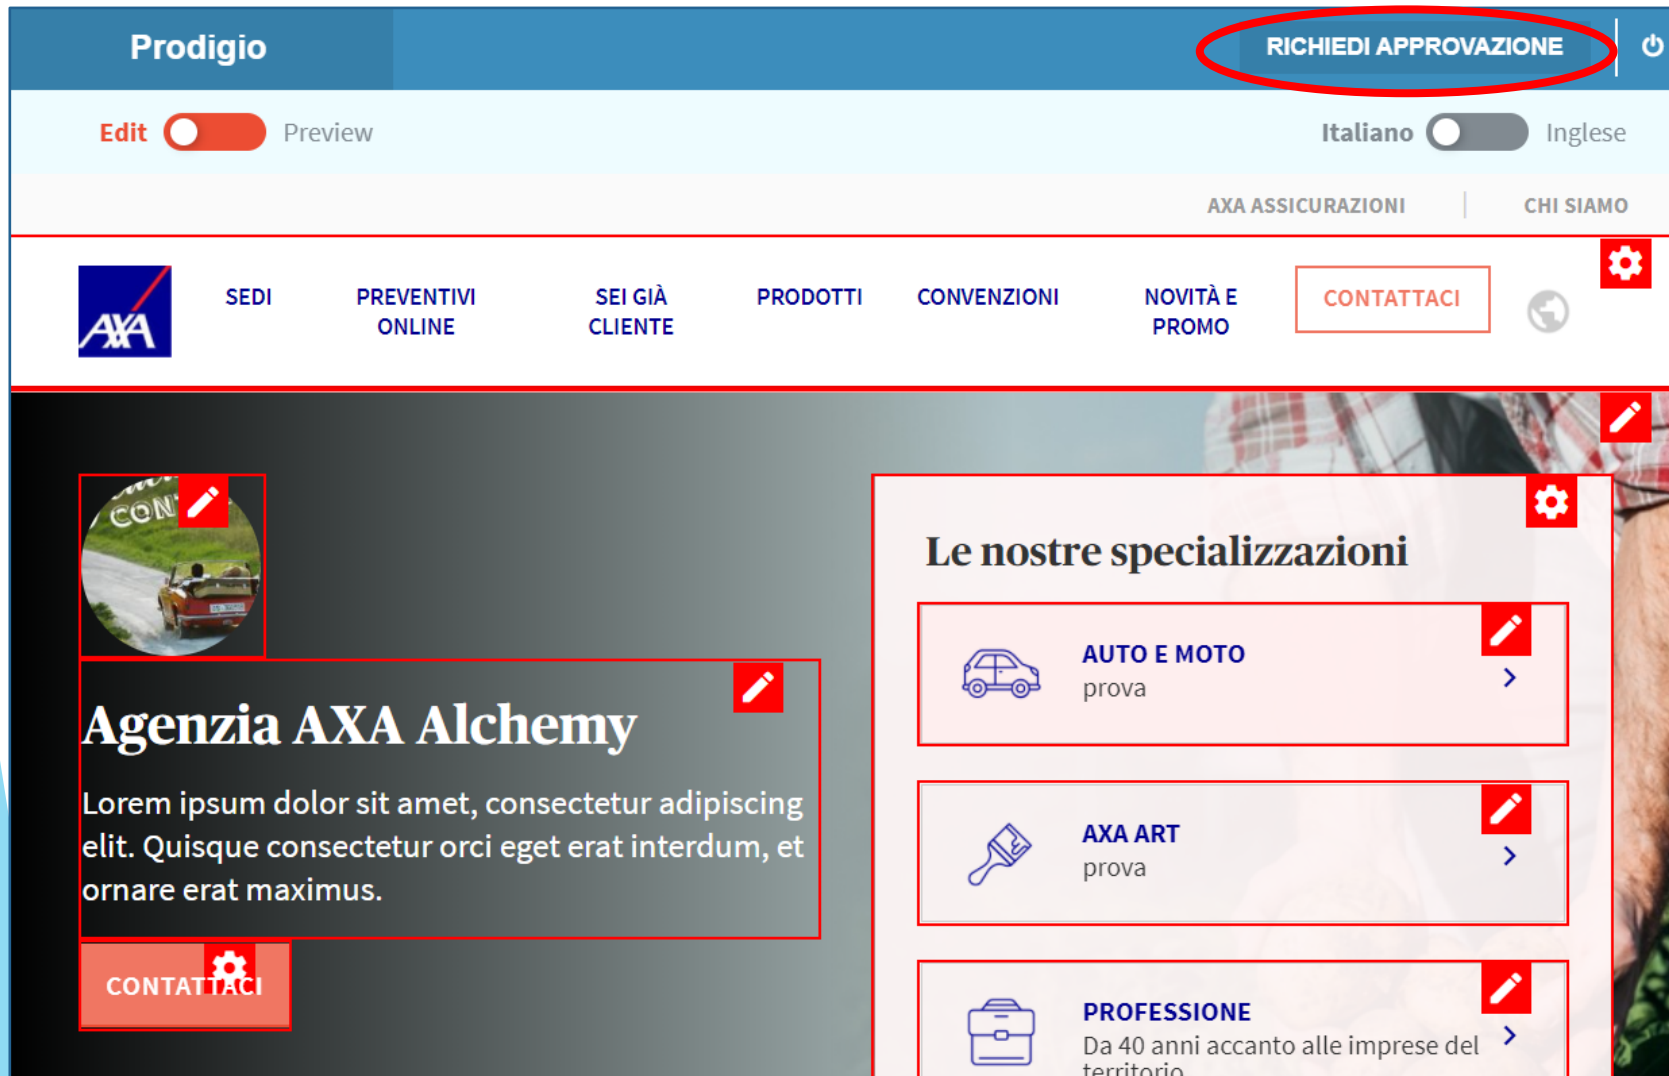 Prodigio
RICHIEDI APPROVAZIONE
Edit Preview
Italiano Inglese
AXA ASSICURAZIONI CHI SIAMO
AXA
SEDI
PREVENTIVI
ONLINE
SEI GIÀ
CLIENTE
PRODOTTI
CONVENZIONI
NOVITÀ E
PROMO
CONTATTACI
CON
Agenzia AXA Alchemy
Lorem ipsum dolor sit amet, consectetur adipiscing
elit. Quisque consectetur orci eget erat interdum, et
ornare erat maximus.
CONTATTACI
Le nostre specializzazioni
AUTO E MOTO
prova
AXA ART
prova
PROFESSIONE
Da 40 anni accanto alle imprese del
territorio